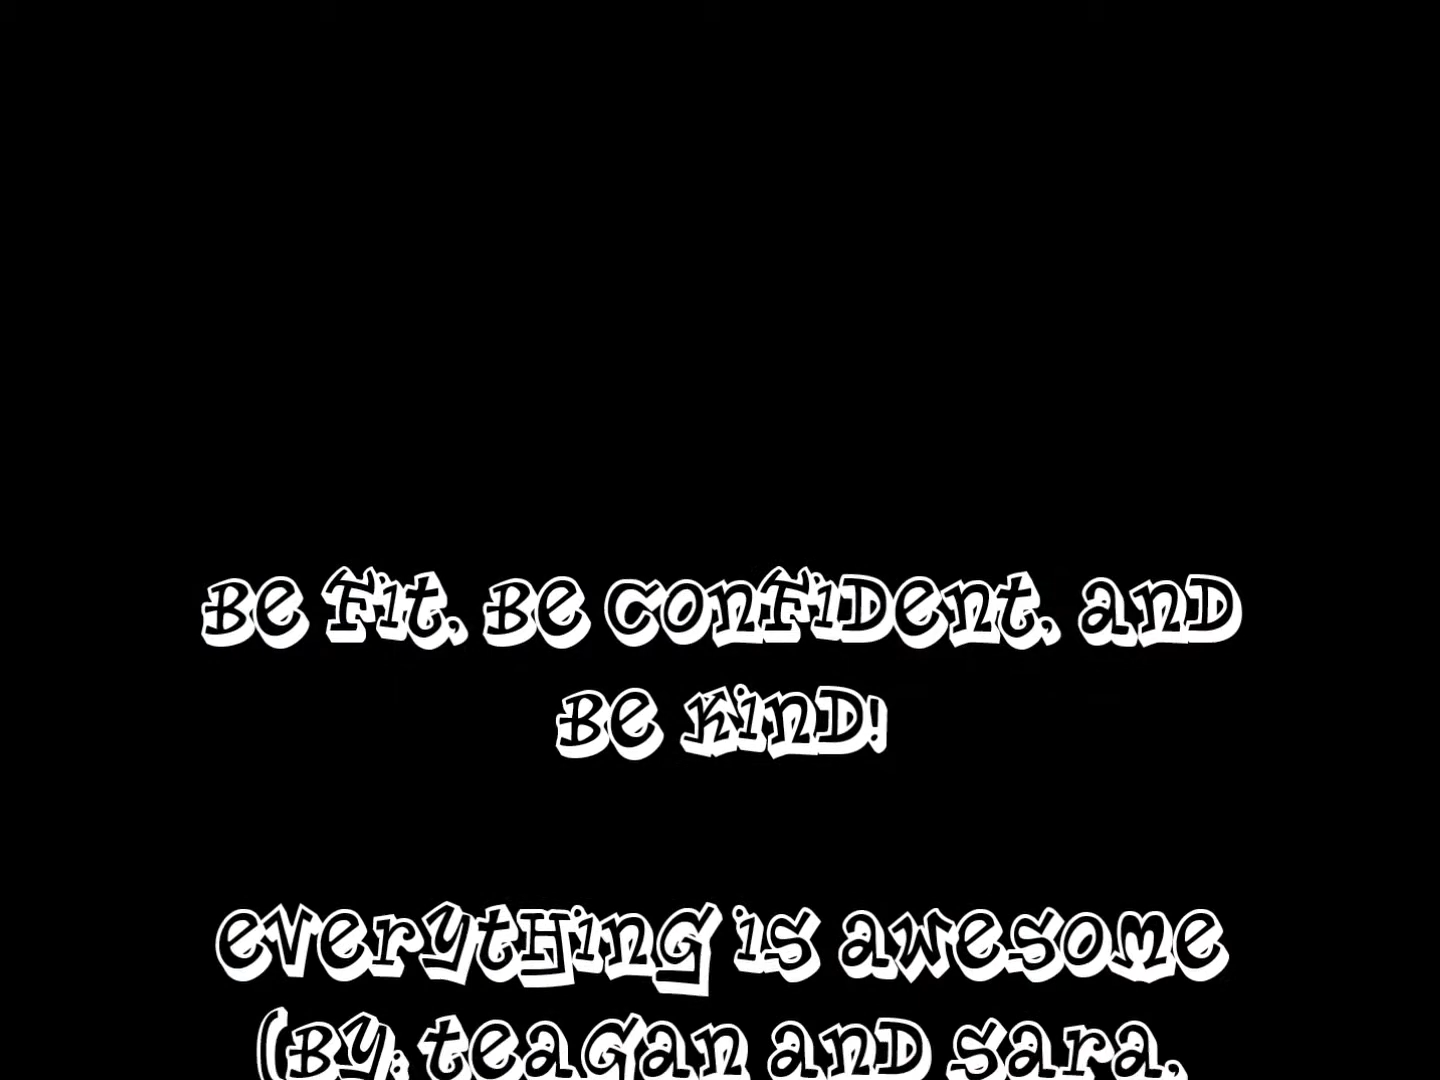 Be Fit, Be Confident, and
Be Kind!
Everything is Awesome
(By: Teagan and Sara,